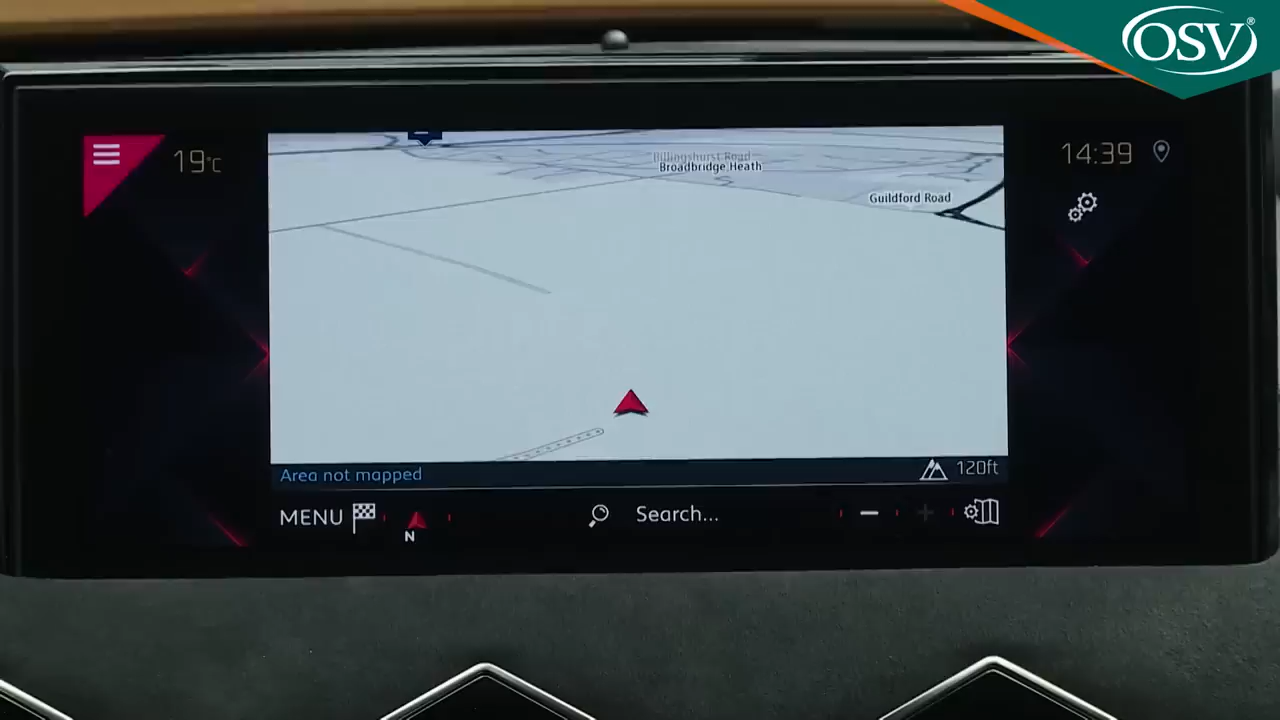 OSV®
19°C
14:39
Billingshurst Road
Broadbridge Heath
Guildford Road
Area not mapped
120ft
MENU
N
Search...